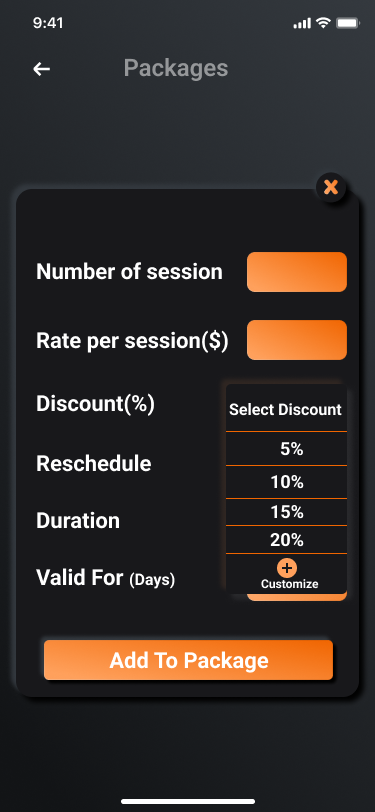 9:41
Packages
Number of session
Rate per session($)
Discount(%)
Select Discount
5%
Reschedule
10%
15%
Duration
20%
Valid For (Days)
Customize
Add To Package